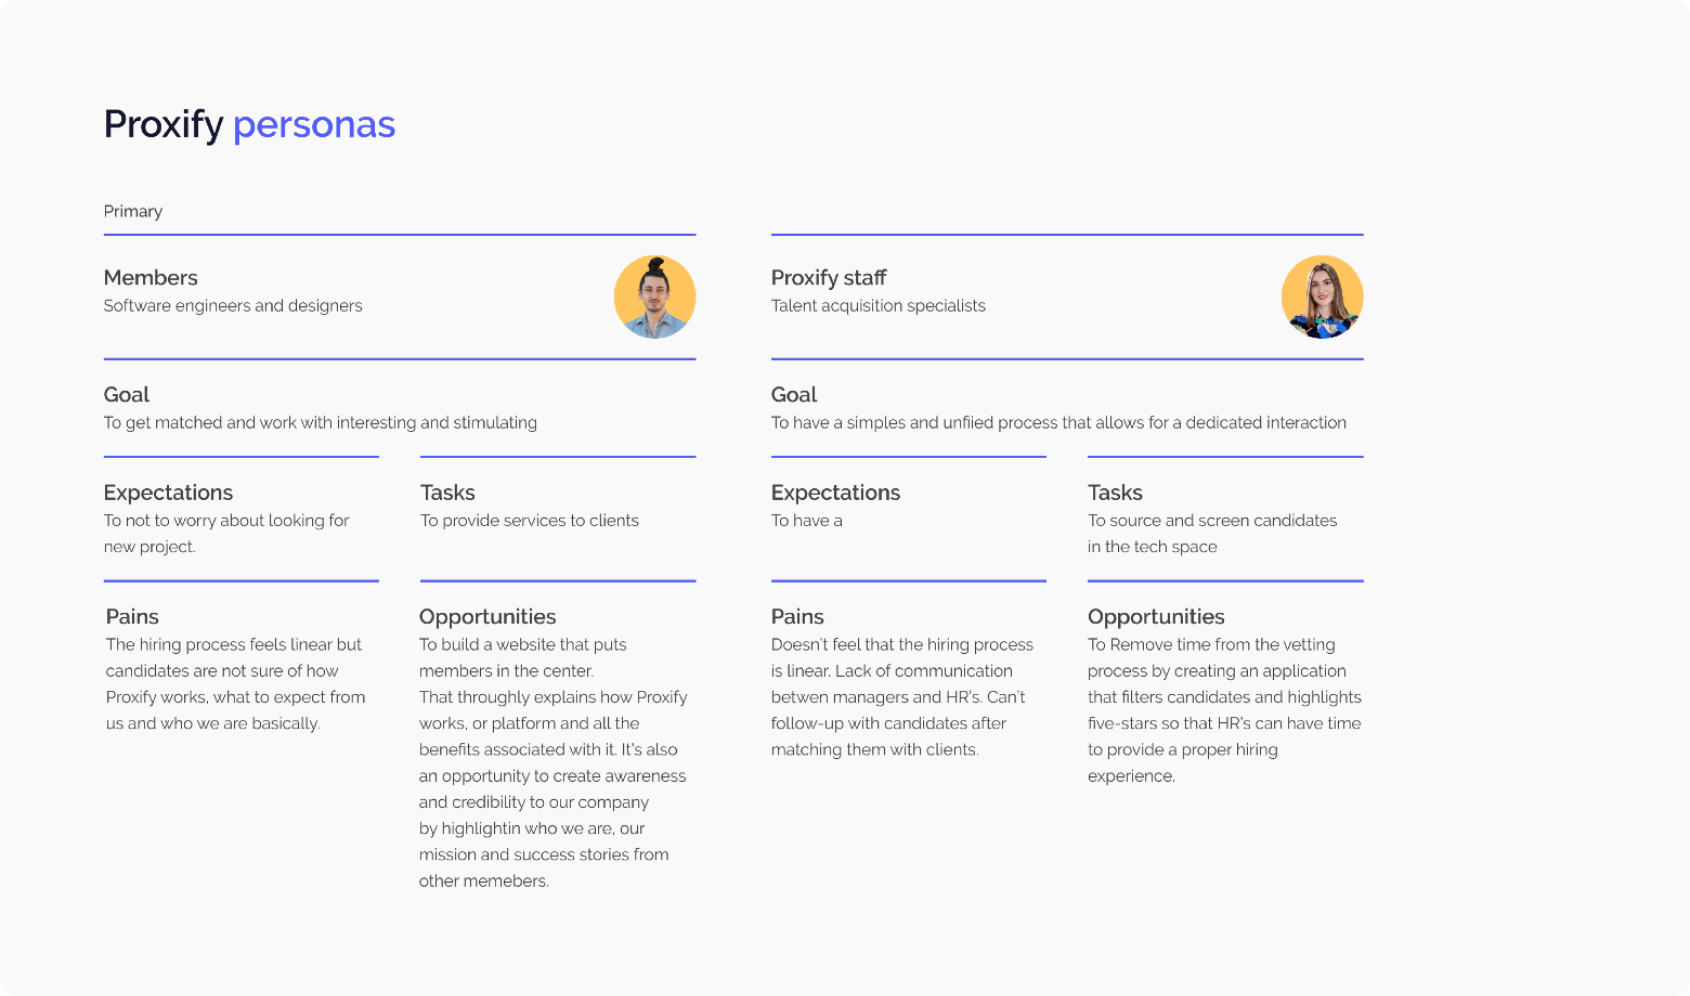 Proxify personas
Primary
Members
Software engineers and designers
Goal
To get matched and work with interesting and stimulating
Expectations
To not to worry about looking for
new project.
Tasks
To provide services to clients
Pains
The hiring process feels linear but
candidates are not sure of how
Proxify works, what to expect from
us and who we are basically.
Opportunities
To build a website that puts
members in the center.
That throughly explains how Proxify
works, or platform and all the
benefits associated with it. It's also
an opportunity to create awareness
and credibility to our company
by highlightin who we are, our
mission and success stories from
other memebers.
Proxify staff
Talent acquisition specialists
Goal
To have a simples and unfiied process that allows for a dedicated interaction
Expectations
To have a
Tasks
To source and screen candidates
in the tech space
Pains
Doesn't feel that the hiring process
is linear. Lack of communication
betwen managers and HR's. Can't
follow-up with candidates after
matching them with clients.
Opportunities
To Remove time from the vetting
process by creating an application
that filters candidates and highlights
five-stars so that HR's can have time
to provide a proper hiring
experience.